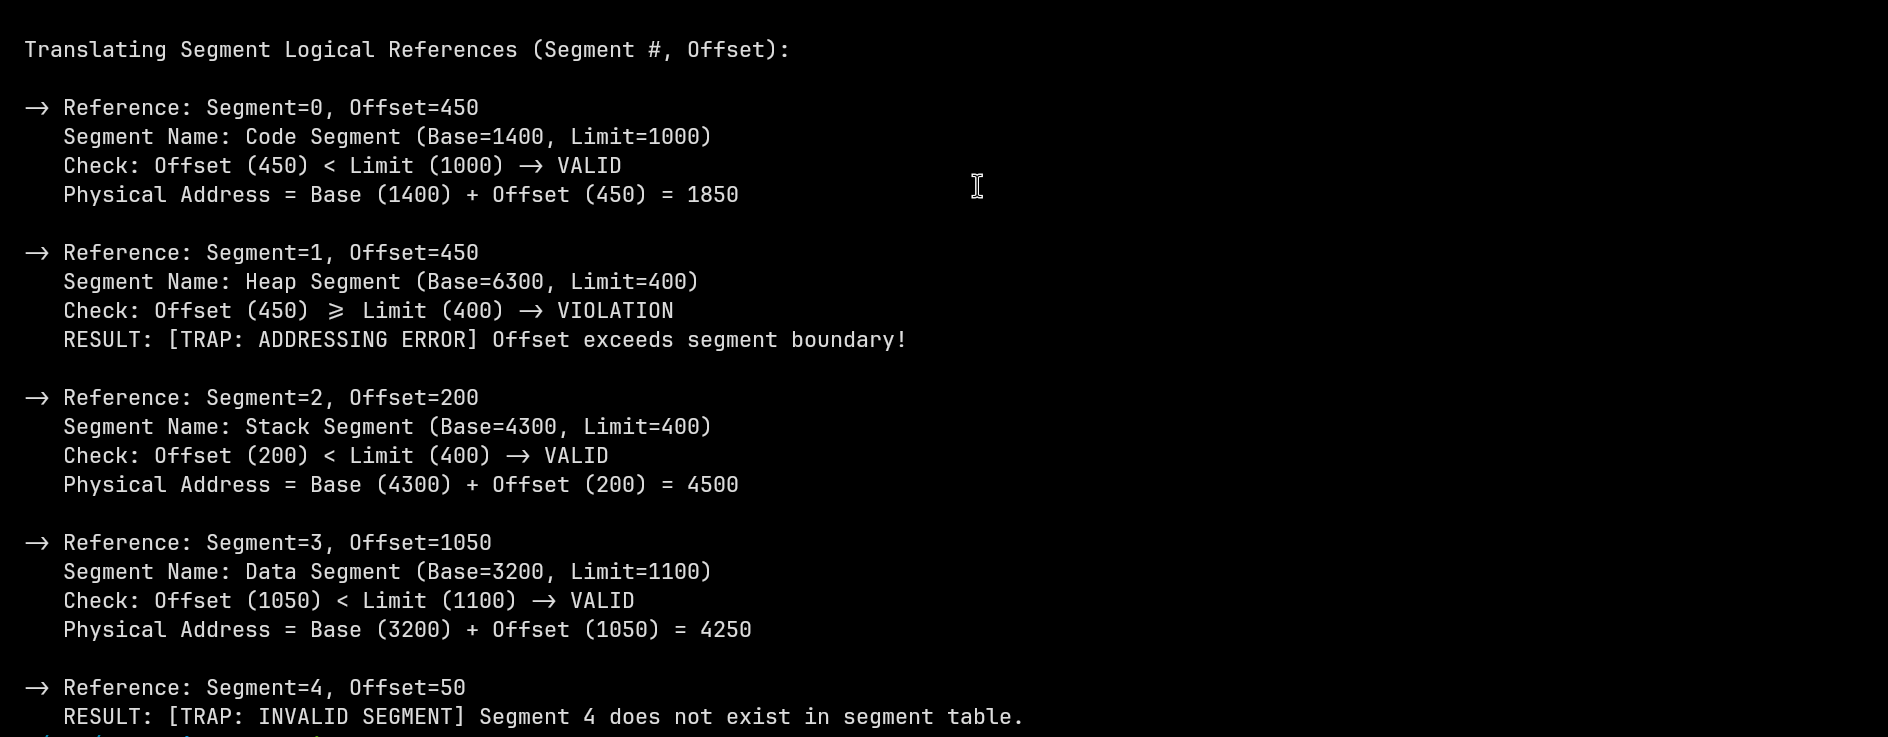 Translating Segment Logical References (Segment #, Offset):
→ Reference: Segment=0, Offset=450
Segment Name: Code Segment (Base=1400, Limit=1000)
Check: Offset (450) < Limit (1000) → VALID
Physical Address = Base (1400) + Offset (450) = 1850
→ Reference: Segment=1, Offset=450
Segment Name: Heap Segment (Base=6300, Limit=400)
Check: Offset (450) ≥ Limit (400) → VIOLATION
RESULT: [TRAP: ADDRESSING ERROR] Offset exceeds segment boundary!
→ Reference: Segment=2, Offset=200
Segment Name: Stack Segment (Base=4300, Limit=400)
Check: Offset (200) < Limit (400) → VALID
Physical Address = Base (4300) + Offset (200) = 4500
→ Reference: Segment=3, Offset=1050
Segment Name: Data Segment (Base=3200, Limit=1100)
Check: Offset (1050) < Limit (1100) → VALID
Physical Address = Base (3200) + Offset (1050) = 4250
→ Reference: Segment=4, Offset=50
RESULT: [TRAP: INVALID SEGMENT] Segment 4 does not exist in segment table.